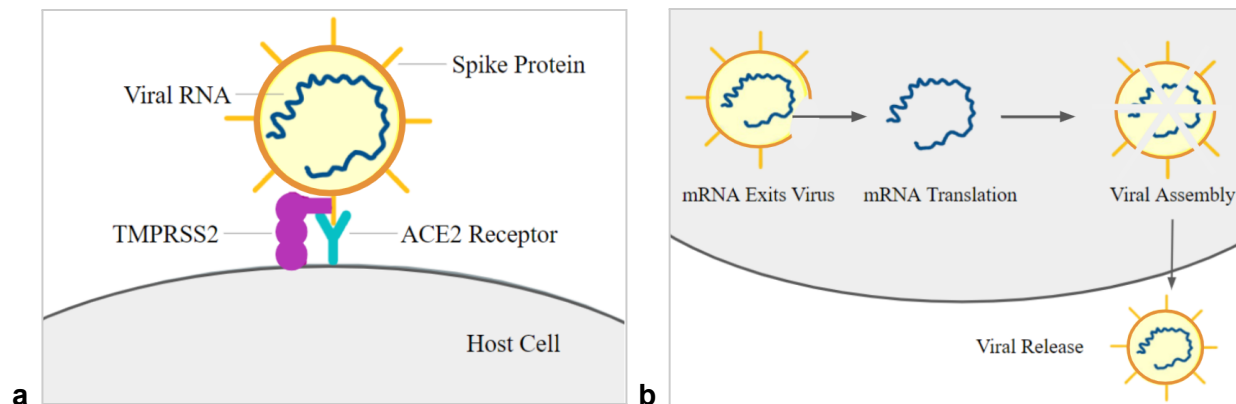 Spike Protein
Viral RNA
TMPRSS2
ACE2 Receptor
Host Cell
a
mRNA Exits Virus
mRNA Translation
Viral Assembly
Viral Release
b